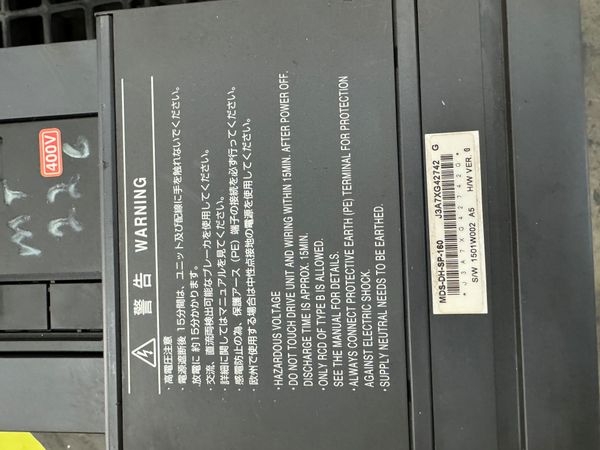 400V
MT
226
警告 WARNING
・高電圧注意
・電源遮断後 15分間は、ユニット及び配線に手を触れないでください。
放電に 約15分かかります。
・交流、直流両検出可能なブレーカを使用してください。
・詳細に関してはマニュアルを見てください。
・感電防止の為、保護アース（PE）端子の接続を必ず行ってください。
・欧州で使用する場合は中性点接地の電源を使用してください。
・HAZARDOUS VOLTAGE
・DO NOT TOUCH DRIVE UNIT AND WIRING WITHIN 15MIN. AFTER POWER OFF.
DISCHARGE TIME IS APPROX. 15MIN.
・ONLY RCD OF TYPE B IS ALLOWED.
SEE THE MANUAL FOR DETAILS.
・ALWAYS CONNECT PROTECTIVE EARTH (PE) TERMINAL FOR PROTECTION
AGAINST ELECTRIC SHOCK.
・SUPPLY NEUTRAL NEEDS TO BE EARTHED.
MDS-DH-SP-160 J3A7XG42742 G
*J3A7XG42742G*
S/W 1501W002 A5 H/W VER. G